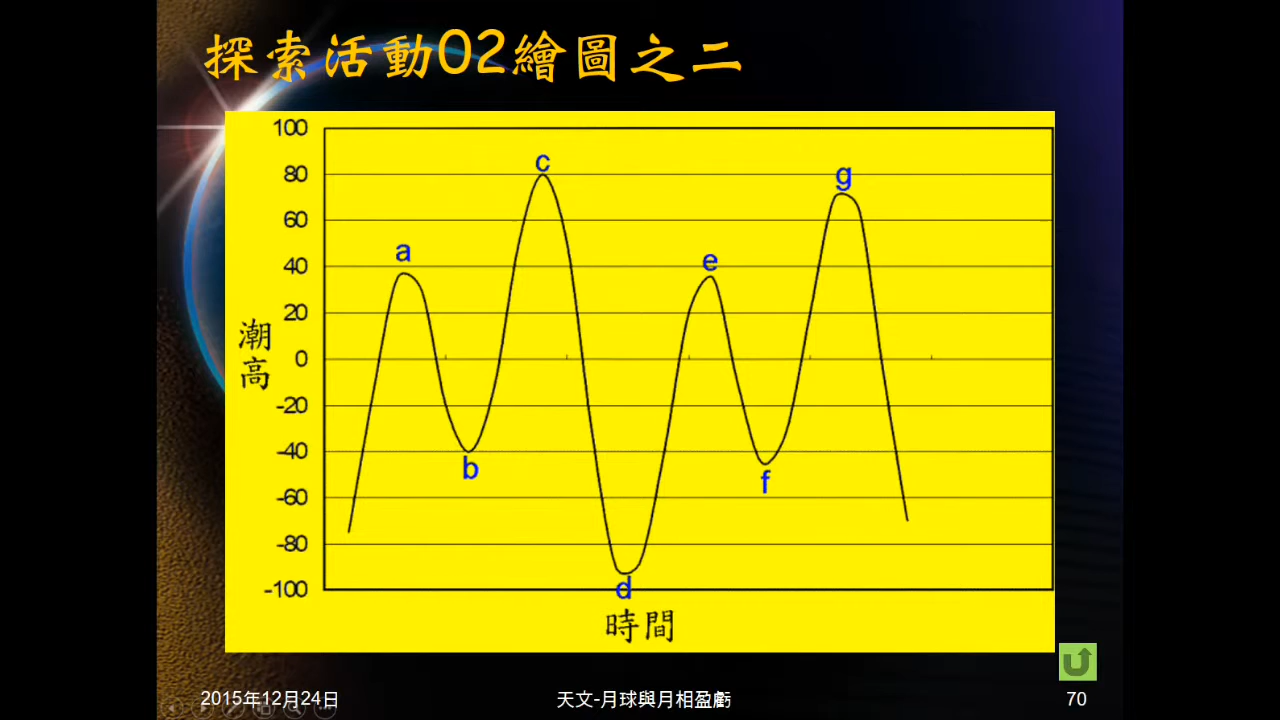 探索活動02繪圖之二
100
80
60
40
20
0
-20
-40
-60
-80
-100
潮高
a
b
c
d
e
f
g
時間
2015年12月24日
天文-月球與月相盈虧
70